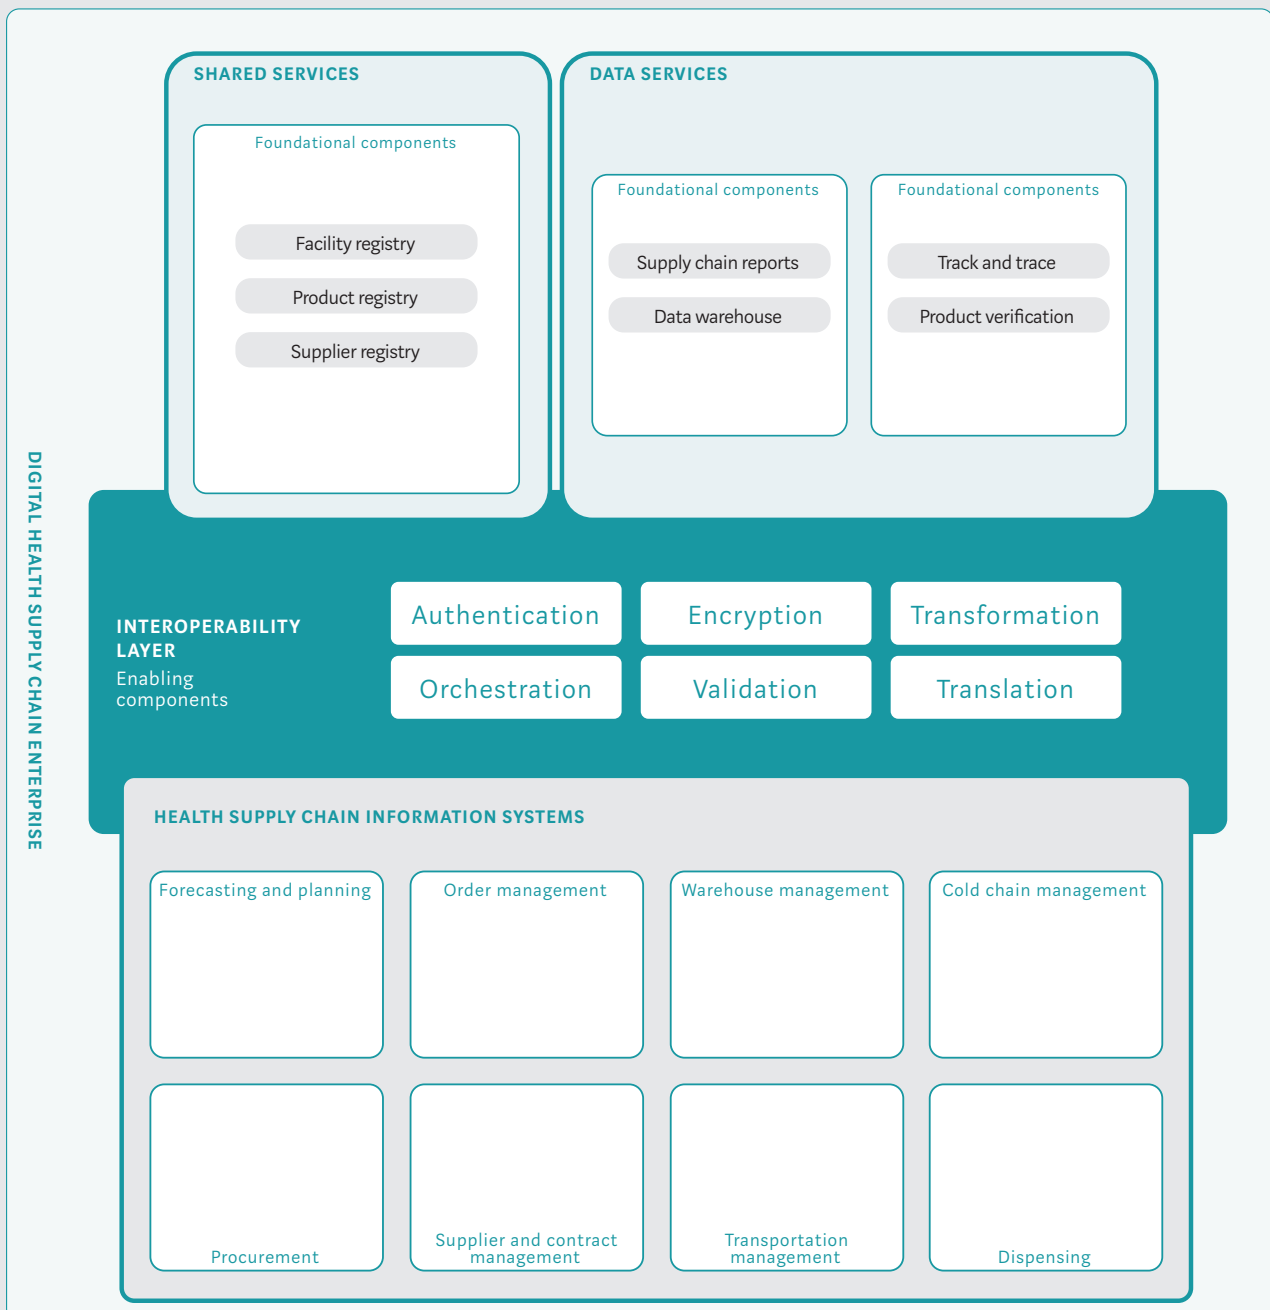 SHARED SERVICES
Foundational components
Facility registry
Product registry
Supplier registry
DATA SERVICES
Foundational components
Supply chain reports
Data warehouse
Foundational components
Track and trace
Product verification
DIGITAL HEALTH SUPPLY CHAIN ENTERPRISE
INTEROPERABILITY
LAYER
Enabling
components
Authentication
Encryption
Transformation
Orchestration
Validation
Translation
HEALTH SUPPLY CHAIN INFORMATION SYSTEMS
Forecasting and planning
Order management
Warehouse management
Cold chain management
Procurement
Supplier and contract
management
Transportation
management
Dispensing